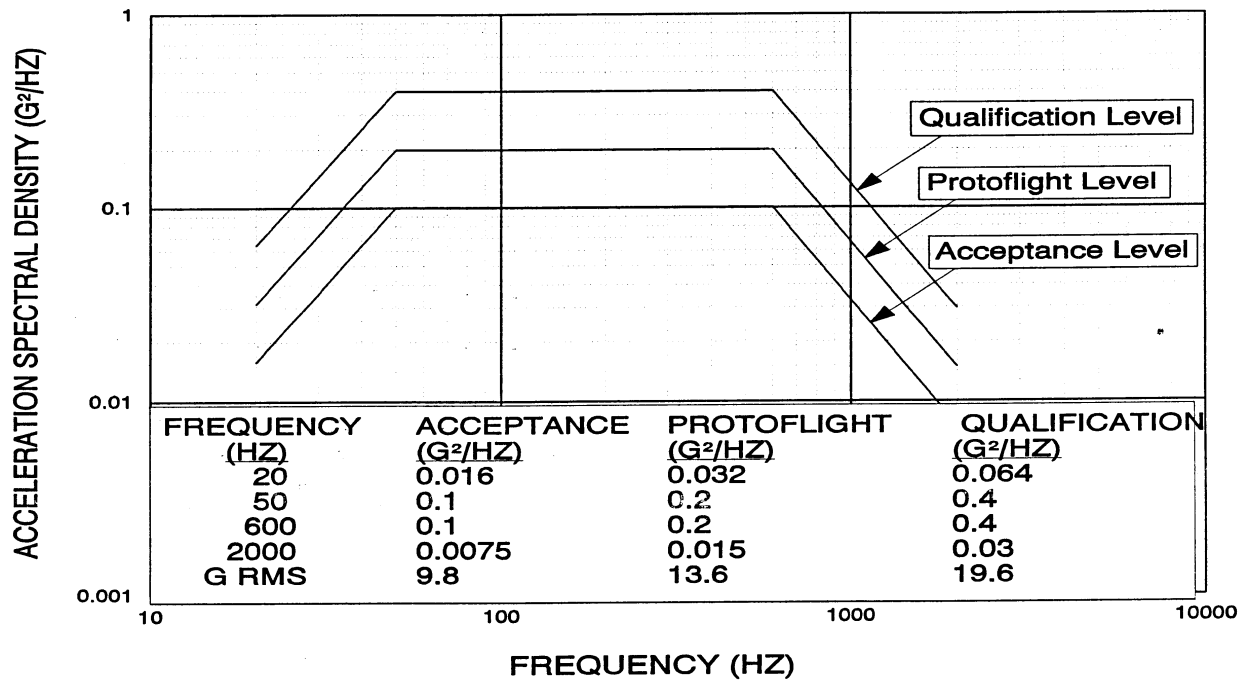 ACCELERATION SPECTRAL DENSITY (G²/HZ)
1
0.1
0.01
0.001
Qualification Level
Protoflight Level
Acceptance Level
FREQUENCY ACCEPTANCE PROTOFLIGHT QUALIFICATION
(HZ) (G²/HZ) (G²/HZ) (G²/HZ)
20 0.016 0.032 0.064
50 0.1 0.2 0.4
600 0.1 0.2 0.4
2000 0.0075 0.015 0.03
G RMS 9.8 13.6 19.6
10 100 1000 10000
FREQUENCY (HZ)